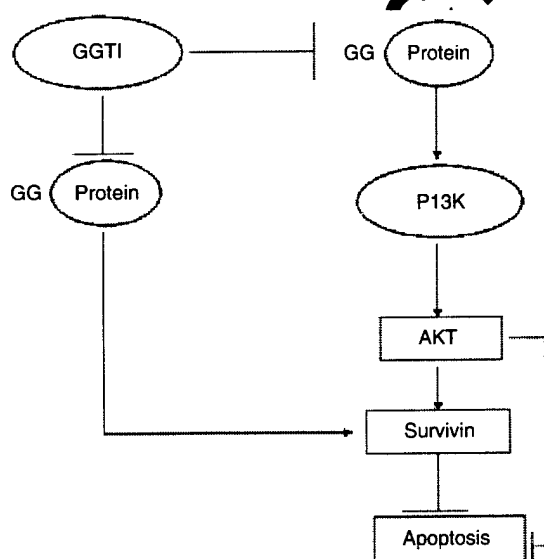 GGTI
GG Protein
GG Protein
P13K
AKT
Survivin
Apoptosis